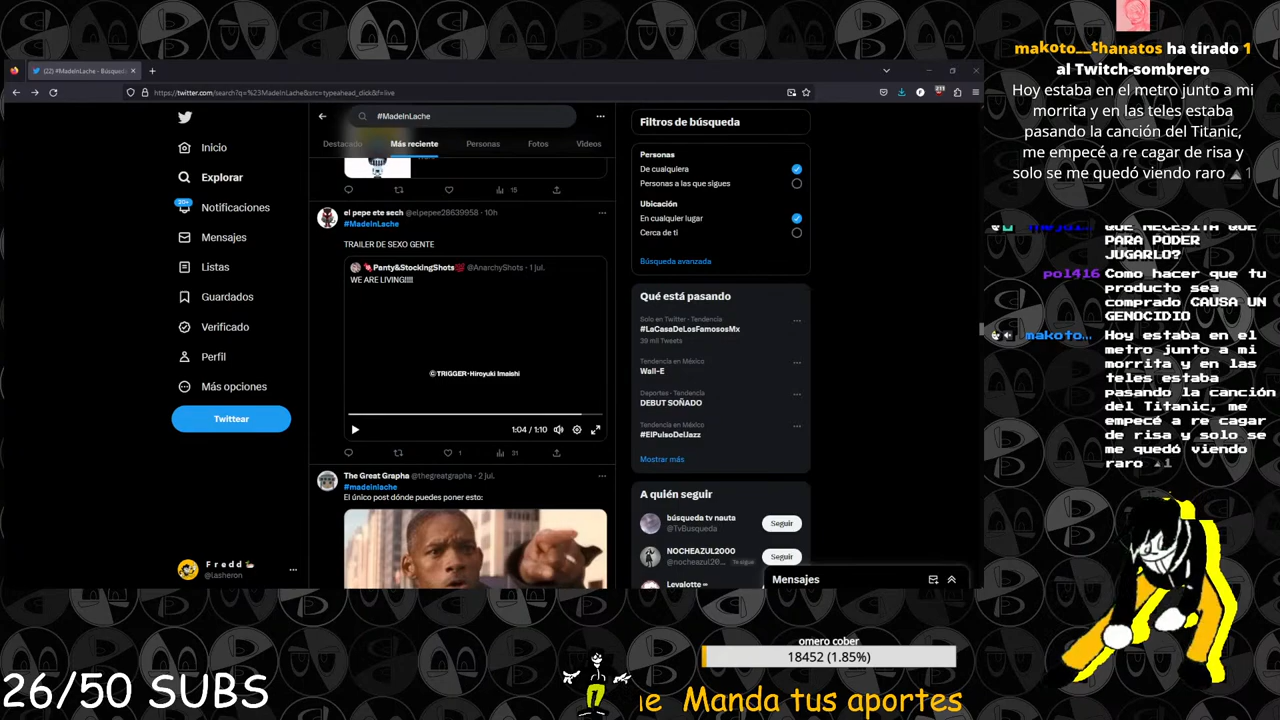 (22) #MadeInLache - Búsqued
https://twitter.com/search?q=%23MadeInLache&src=typeahead_click&f=live
211
Inicio
Explorar
20+
Notificaciones
Mensajes
Listas
Guardados
Verificado
Perfil
Más opciones
Twittear
F r e d d
@lasheron
#MadeInLache
Destacado
Más reciente
Personas
Fotos
Videos
15
el pepe ete sech @elpepee28639958 · 10h
#MadeInLache
TRAILER DE SEXO GENTE
Panty&StockingShots @AnarchyShots · 1 jul.
WE ARE LIVING!!!!
©TRIGGER・Hiroyuki Imaishi
1:04 / 1:10
1
31
The Great Grapha @thegreatgrapha · 2 jul.
#madeinlache
El único post dónde puedes poner esto:
Filtros de búsqueda
Personas
De cualquiera
Personas a las que sigues
Ubicación
En cualquier lugar
Cerca de ti
Búsqueda avanzada
Qué está pasando
Solo en Twitter · Tendencia
#LaCasaDeLosFamososMx
39 mil Tweets
Tendencia en México
Wall-E
Deportes · Tendencia
DEBUT SOÑADO
Tendencia en México
#ElPulsoDelJazz
Mostrar más
A quién seguir
búsqueda tv nauta
@TvBusqueda
Seguir
NOCHEAZUL2000
@nocheazul20...
Te sigue
Seguir
Levalotte
Mensajes
makoto__thanatos ha tirado 1
al Twitch-sombrero
Hoy estaba en el metro junto a mi
morrita y en las teles estaba
pasando la canción del Titanic,
me empecé a re cagar de risa y
solo se me quedó viendo raro 1
QUE NECESITA QUE
PARA PODER
JUGARLO?
pol416 Como hacer que tu
producto sea
comprado CAUSA UN
GENOCIDIO
makoto... Hoy estaba en el
metro junto a mi
morrita y en las
teles estaba
pasando la canción
del Titanic, me
empecé a re cagar
de risa y solo se
me quedó viendo
raro 1
omero cober
18452 (1.85%)
26/50 SUBS
ne Manda tus aportes